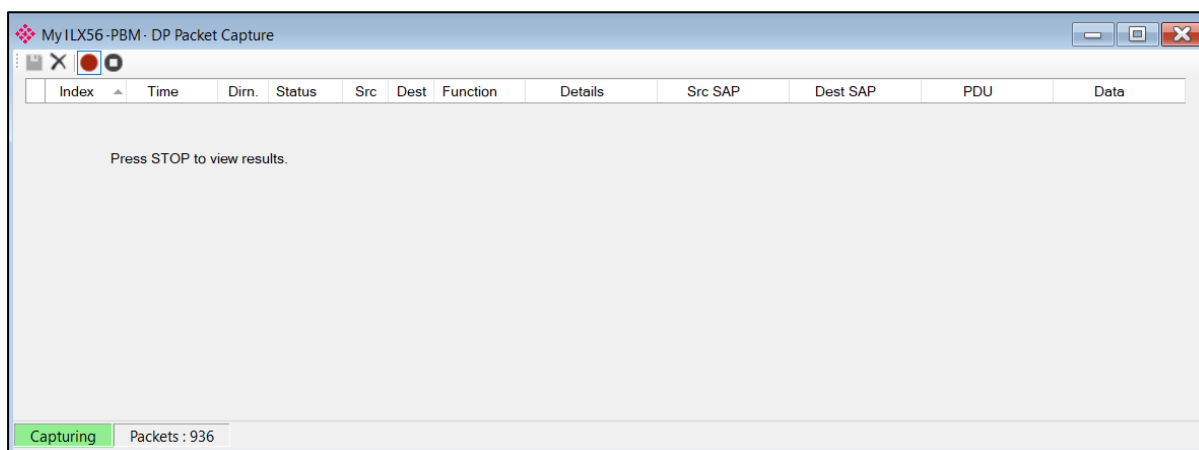 My ILX56-PBM - DP Packet Capture
Index Time Dirn. Status Src Dest Function Details Src SAP Dest SAP PDU Data
Press STOP to view results.
Capturing Packets : 936